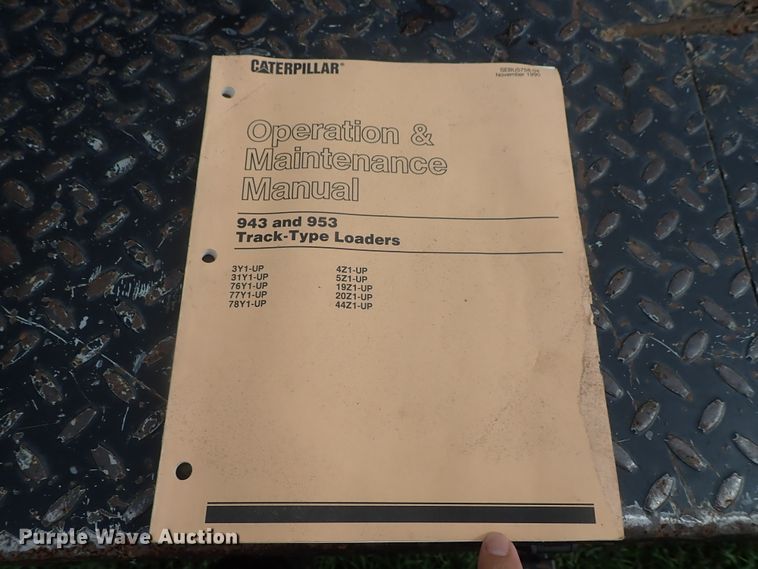 CATERPILLAR®
November 1990
Operation &
Maintenance
Manual
943 and 953
Track-Type Loaders
3Y1-UP
31Y1-UP
76Y1-UP
77Y1-UP
78Y1-UP
4Z1-UP
5Z1-UP
19Z1-UP
20Z1-UP
44Z1-UP
Purple Wave Auction